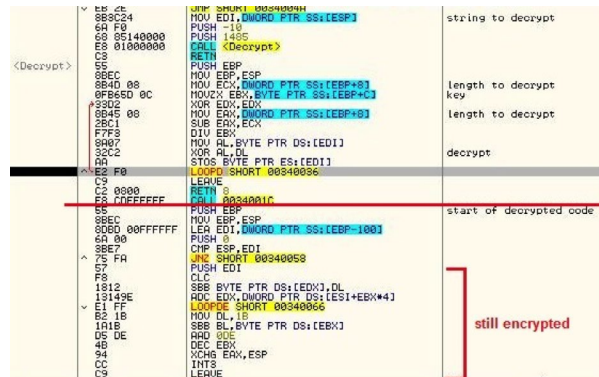 EB 2E JMP SHORT 0034004A
8B3C24 MOV EDI,DWORD PTR SS:[ESP] string to decrypt
6A F0 PUSH -10
68 85140000 PUSH 1485
E8 01000000 CALL <Decrypt>
C3 RETN
<Decrypt> 55 PUSH EBP
8BEC MOV EBP,ESP
8B4D 08 MOV ECX,DWORD PTR SS:[EBP+8] length to decrypt
0FB65D 0C MOVZX EBX,BYTE PTR SS:[EBP+C] key
33D2 XOR EDX,EDX
8B45 08 MOV EAX,DWORD PTR SS:[EBP+8] length to decrypt
2BC1 SUB EAX,ECX
F7F3 DIV EBX
8A07 MOV AL,BYTE PTR DS:[EDI]
32C2 XOR AL,DL decrypt
AA STOS BYTE PTR ES:[EDI]
E2 F0 LOOPD SHORT 00340036
C9 LEAVE
C2 0800 RETN 8
E8 CDFFFFFF CALL 0034001C
55 PUSH EBP start of decrypted code
8BEC MOV EBP,ESP
8DBD 00FFFFFF LEA EDI,DWORD PTR SS:[EBP-100]
6A 00 PUSH 0
3BE7 CMP ESP,EDI
75 FA JNZ SHORT 00340058
57 PUSH EDI
F8 CLC
1812 SBB BYTE PTR DS:[EDX],DL
13149E ADC EDX,DWORD PTR DS:[ESI+EBX*4]
E1 FF LOOPDE SHORT 00340066
B2 1B MOV DL,1B
1A1B SBB BL,BYTE PTR DS:[EBX] still encrypted
D5 DE AAD 0DE
4B DEC EBX
94 XCHG EAX,ESP
CC INT3
C9 LEAVE